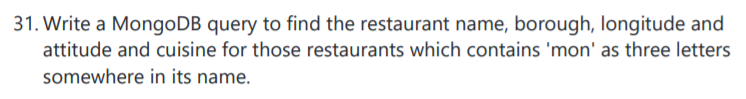 31. Write a MongoDB query to find the restaurant name, borough, longitude and
attitude and cuisine for those restaurants which contains 'mon' as three letters
somewhere in its name.